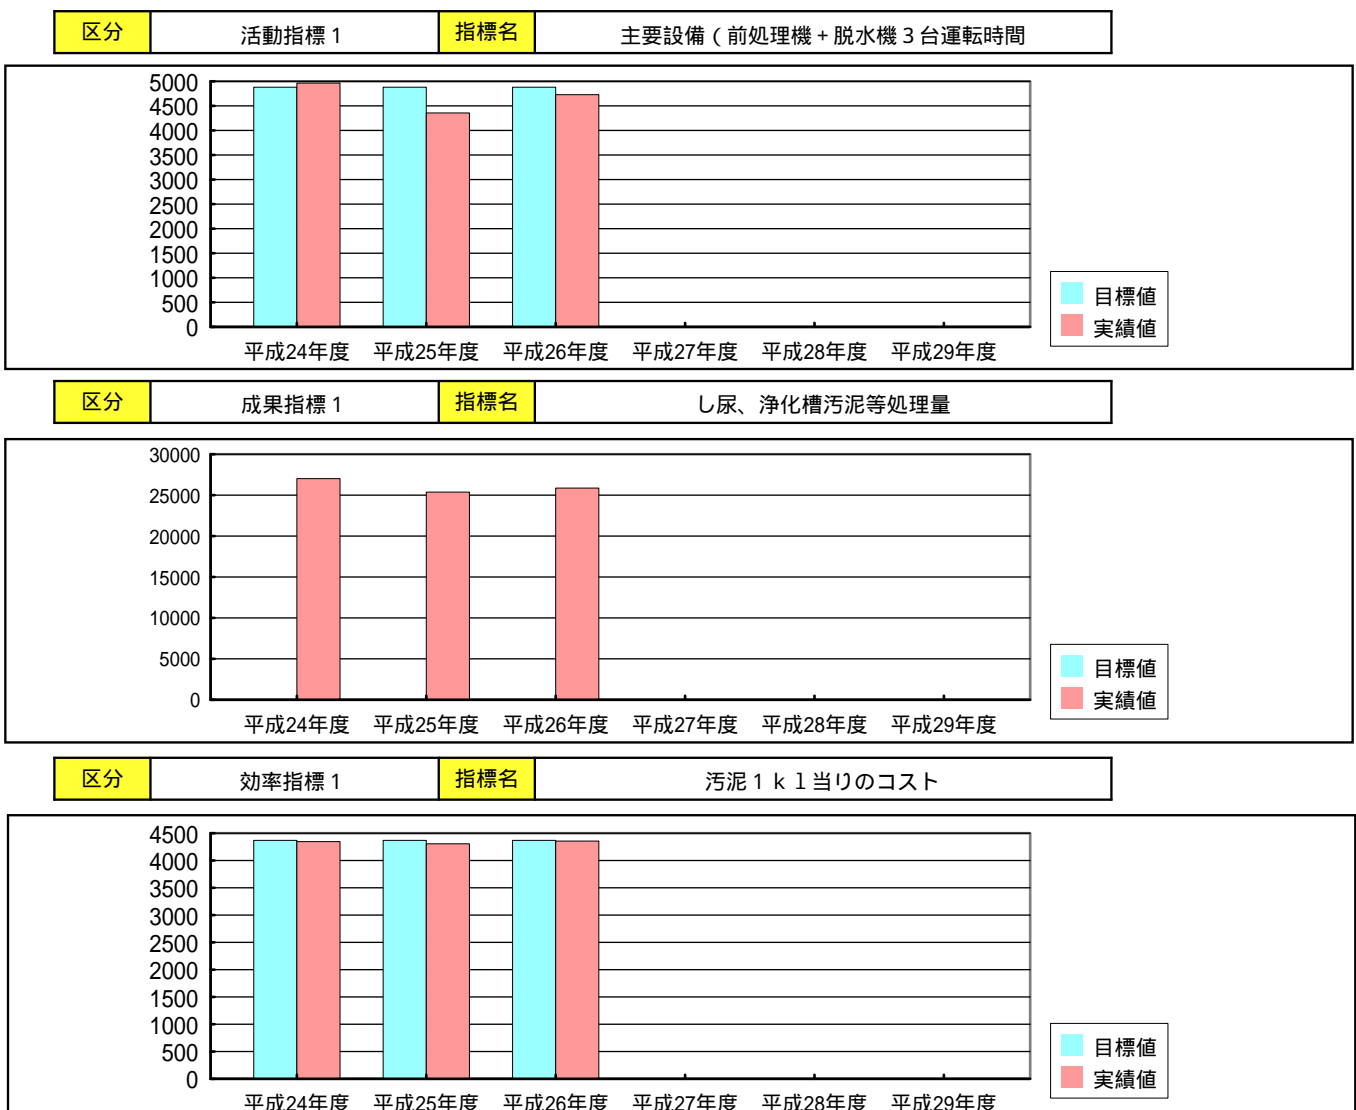 区分 活動指標1 指標名 主要設備(前処理機+脱水機3台運転時間
5000
4500
4000
3500
3000
2500
2000
1500
1000
500
0
平成24年度 平成25年度 平成26年度 平成27年度 平成28年度 平成29年度
目標値
実績値
区分 成果指標1 指標名 し尿、浄化槽汚泥等処理量
30000
25000
20000
15000
10000
5000
0
平成24年度 平成25年度 平成26年度 平成27年度 平成28年度 平成29年度
目標値
実績値
区分 効率指標1 指標名 汚泥1kl当りのコスト
4500
4000
3500
3000
2500
2000
1500
1000
500
0
平成24年度 平成25年度 平成26年度 平成27年度 平成28年度 平成29年度
目標値
実績値